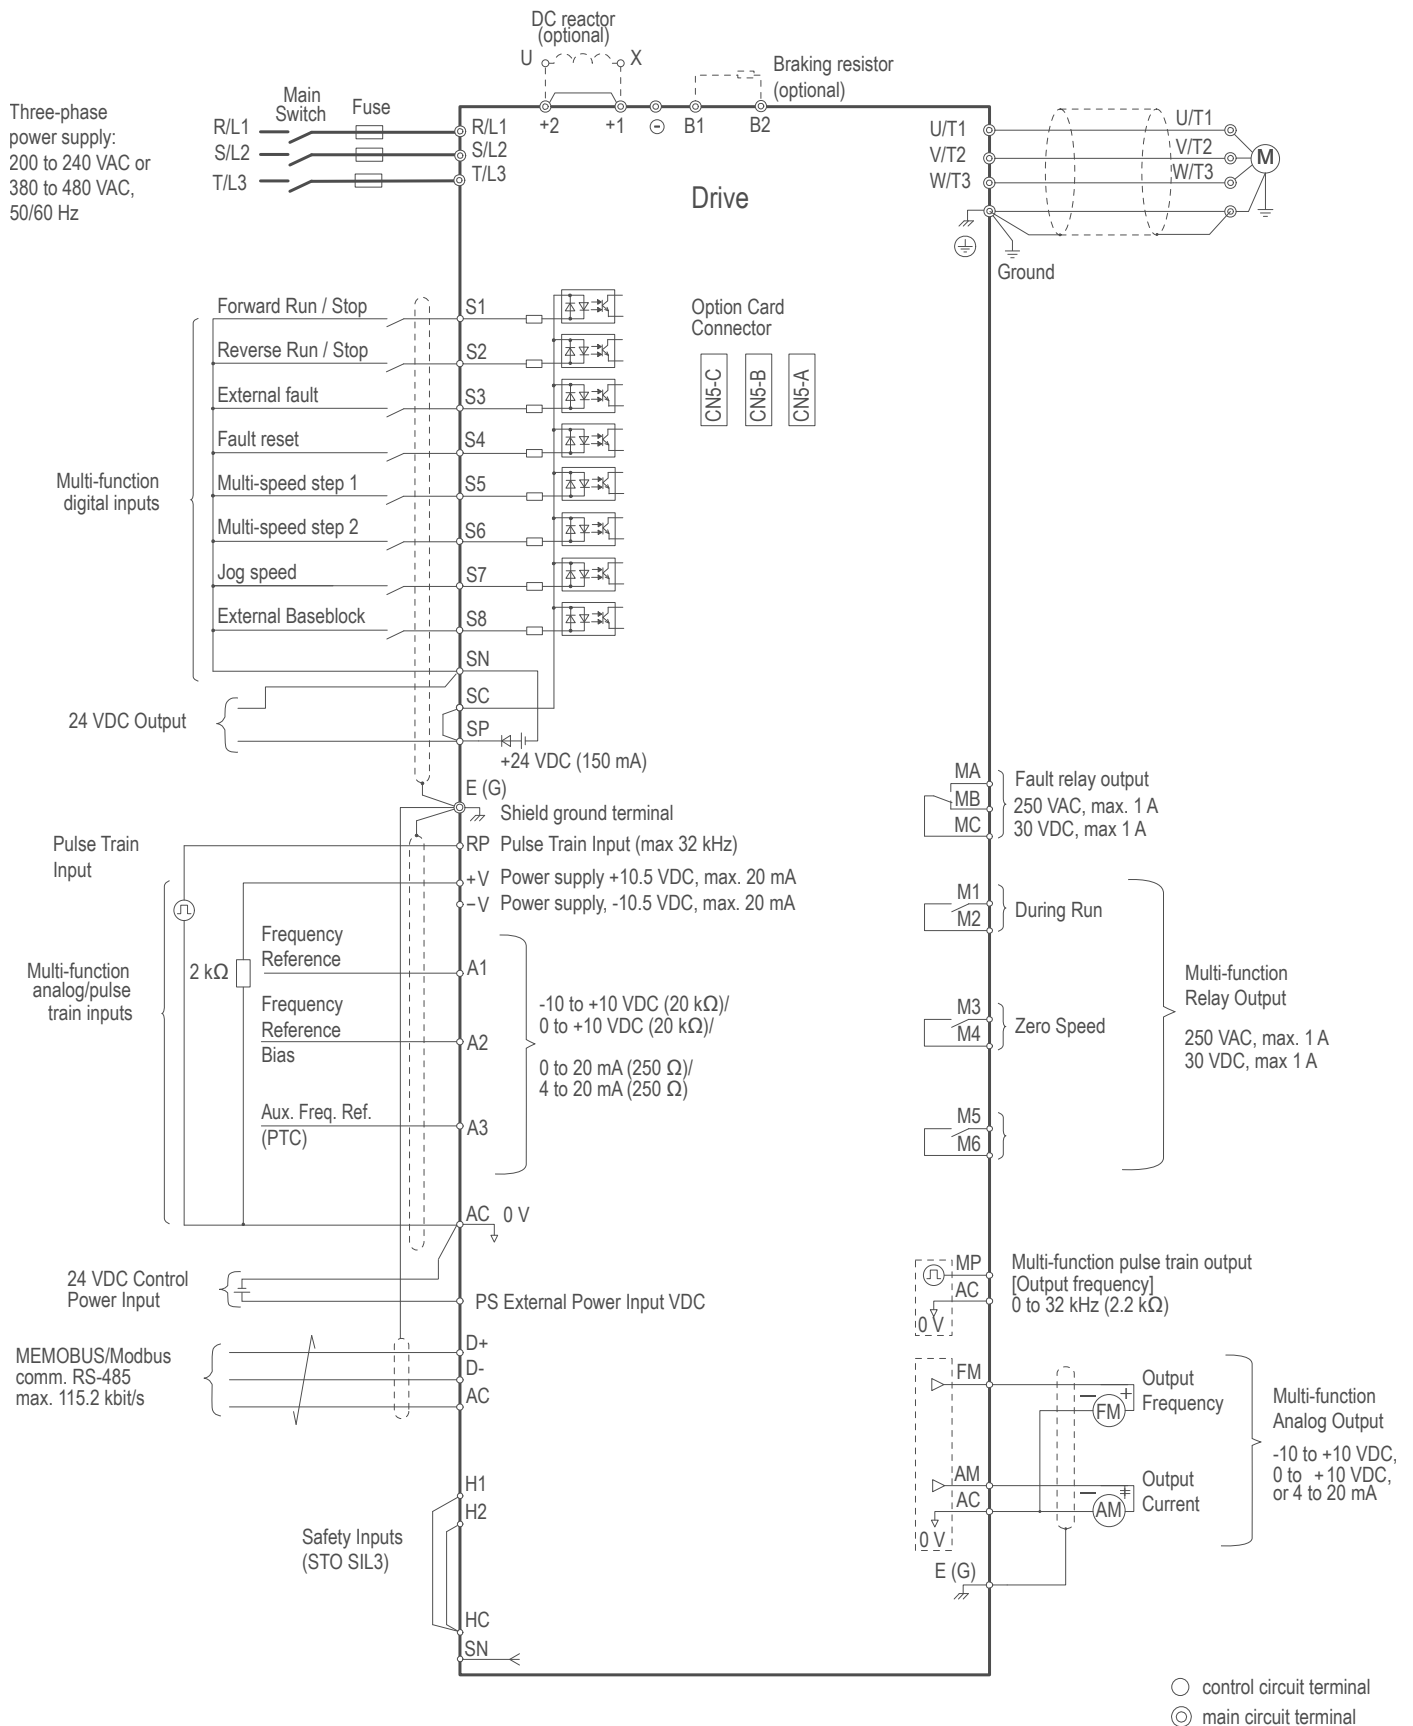 DC reactor
(optional)
U
X
Braking resistor
(optional)
Three-phase
power supply:
200 to 240 VAC or
380 to 480 VAC,
50/60 Hz
Main
Switch
Fuse
R/L1
S/L2
T/L3
R/L1
S/L2
T/L3
+2
+1
−
B1
B2
Drive
U/T1
V/T2
W/T3
U/T1
V/T2
W/T3
M
Ground
Option Card
Connector
CN5-C
CN5-B
CN5-A
Multi-function
digital inputs
Forward Run / Stop
S1
Reverse Run / Stop
S2
External fault
S3
Fault reset
S4
Multi-speed step 1
S5
Multi-speed step 2
S6
Jog speed
S7
External Baseblock
S8
SN
SC
SP
24 VDC Output
+24 VDC (150 mA)
E (G)
Shield ground terminal
Pulse Train
Input
RP Pulse Train Input (max 32 kHz)
+V Power supply +10.5 VDC, max. 20 mA
−V Power supply, -10.5 VDC, max. 20 mA
Multi-function
analog/pulse
train inputs
2 kΩ
Frequency
Reference
A1
Frequency
Reference
Bias
A2
Aux. Freq. Ref.
(PTC)
A3
-10 to +10 VDC (20 kΩ)/
0 to +10 VDC (20 kΩ)/
0 to 20 mA (250 Ω)/
4 to 20 mA (250 Ω)
AC 0 V
24 VDC Control
Power Input
PS External Power Input VDC
MEMOBUS/Modbus
comm. RS-485
max. 115.2 kbit/s
D+
D-
AC
H1
H2
Safety Inputs
(STO SIL3)
HC
SN
MA
MB
MC
Fault relay output
250 VAC, max. 1 A
30 VDC, max 1 A
M1
M2
During Run
M3
M4
Zero Speed
M5
M6
Multi-function
Relay Output
250 VAC, max. 1 A
30 VDC, max 1 A
MP
AC
0 V
Multi-function pulse train output
[Output frequency]
0 to 32 kHz (2.2 kΩ)
FM
− +
FM
Output
Frequency
AM
AC
0 V
− ‡
AM
Output
Current
E (G)
Multi-function
Analog Output
-10 to +10 VDC,
0 to +10 VDC,
or 4 to 20 mA
control circuit terminal
main circuit terminal